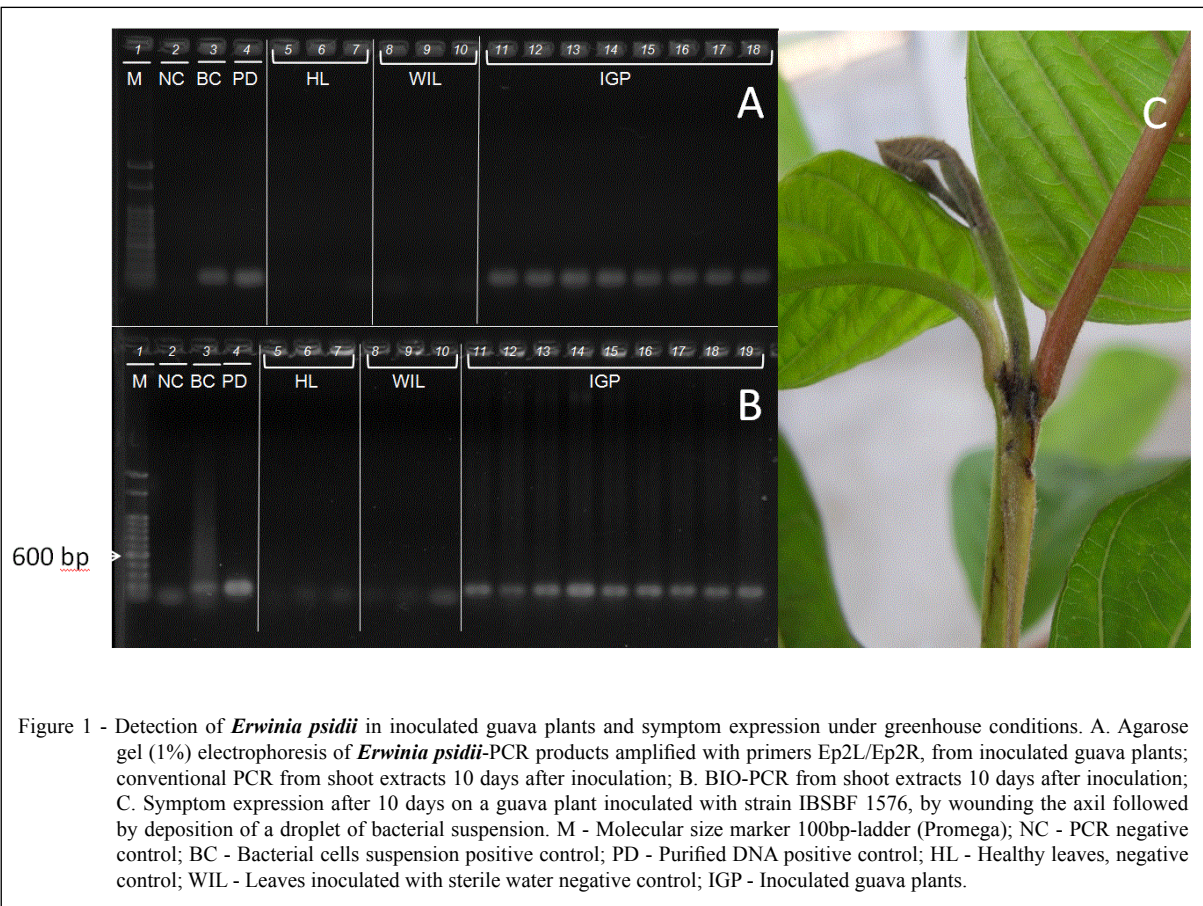 1 2 3 4 5 6 7 8 9 10 11 12 13 14 15 16 17 18
M NC BC PD HL WIL IGP
A
C
1 2 3 4 5 6 7 8 9 10 11 12 13 14 15 16 17 18 19
M NC BC PD HL WIL IGP
B
600 bp
Figure 1 - Detection of Erwinia psidii in inoculated guava plants and symptom expression under greenhouse conditions. A. Agarose
gel (1%) electrophoresis of Erwinia psidii-PCR products amplified with primers Ep2L/Ep2R, from inoculated guava plants;
conventional PCR from shoot extracts 10 days after inoculation; B. BIO-PCR from shoot extracts 10 days after inoculation;
C. Symptom expression after 10 days on a guava plant inoculated with strain IBSBF 1576, by wounding the axil followed
by deposition of a droplet of bacterial suspension. M - Molecular size marker 100bp-ladder (Promega); NC - PCR negative
control; BC - Bacterial cells suspension positive control; PD - Purified DNA positive control; HL - Healthy leaves, negative
control; WIL - Leaves inoculated with sterile water negative control; IGP - Inoculated guava plants.